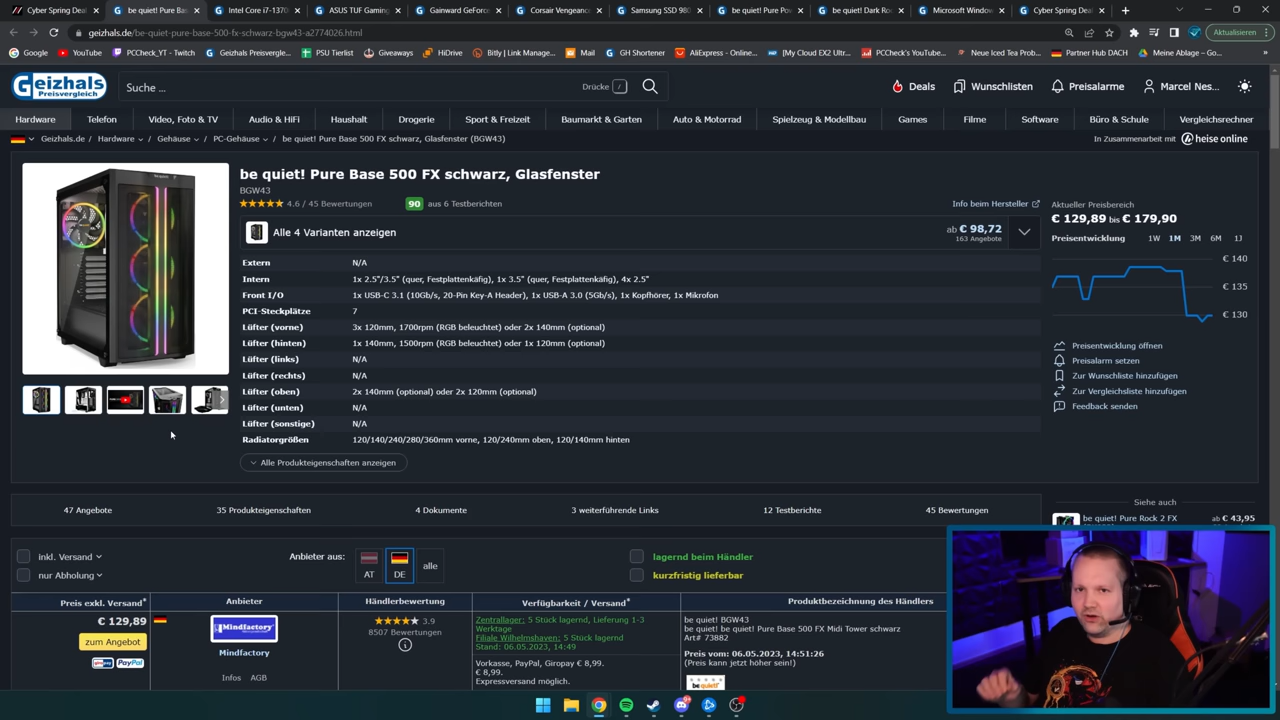 Cyber Spring Dea
be quiet! Pure Bas
Intel Core i7-1370
ASUS TUF Gaming
Gainward GeForce
Corsair Vengeance
Samsung SSD 980
be quiet! Pure Pow
be quiet! Dark Ro
Microsoft Window
Cyber Spring Dea
geizhals.de/be-quiet-pure-base-500-fx-schwarz-bgw43-a2774026.html
Aktualisieren
Google
YouTube
PCCheck_YT - Twitch
Geizhals Preisvergle...
PSU Tierlist
Giveaways
HiDrive
Bitly | Link Manage...
Mail
GH Shortener
AliExpress - Online...
[My Cloud EX2 Ultr...
PCCheck's YouTube...
Neue Iced Tea Prob...
Partner Hub DACH
Meine Ablage – Go...
Geizhals
Preisvergleich
Suche ...
Drücke /
Deals
Wunschlisten
Preisalarme
Marcel Nes...
Hardware
Telefon
Video, Foto & TV
Audio & HiFi
Haushalt
Drogerie
Sport & Freizeit
Baumarkt & Garten
Auto & Motorrad
Spielzeug & Modellbau
Games
Filme
Software
Büro & Schule
Vergleichsrechner
Geizhals.de / Hardware / Gehäuse / PC-Gehäuse / be quiet! Pure Base 500 FX schwarz, Glasfenster (BGW43)
In Zusammenarbeit mit heise online
be quiet! Pure Base 500 FX schwarz, Glasfenster
BGW43
4.6 / 45 Bewertungen
90 aus 6 Testberichten
Info beim Hersteller
Alle 4 Varianten anzeigen
ab € 98,72
163 Angebote
Extern N/A
Intern 1x 2.5"/3.5" (quer, Festplattenkäfig), 1x 3.5" (quer, Festplattenkäfig), 4x 2.5"
Front I/O 1x USB-C 3.1 (10Gb/s, 20-Pin Key-A Header), 1x USB-A 3.0 (5Gb/s), 1x Kopfhörer, 1x Mikrofon
PCI-Steckplätze 7
Lüfter (vorne) 3x 120mm, 1700rpm (RGB beleuchtet) oder 2x 140mm (optional)
Lüfter (hinten) 1x 140mm, 1500rpm (RGB beleuchtet) oder 1x 120mm (optional)
Lüfter (links) N/A
Lüfter (rechts) N/A
Lüfter (oben) 2x 140mm (optional) oder 2x 120mm (optional)
Lüfter (unten) N/A
Lüfter (sonstige) N/A
Radiatorgrößen 120/140/240/280/360mm vorne, 120/240mm oben, 120/140mm hinten
Alle Produkteigenschaften anzeigen
Aktueller Preisbereich
€ 129,89 bis € 179,90
Preisentwicklung 1W 1M 3M 6M 1J
€ 140
€ 135
€ 130
Preisentwicklung öffnen
Preisalarm setzen
Zur Wunschliste hinzufügen
Zur Vergleichsliste hinzufügen
Feedback senden
47 Angebote
35 Produkteigenschaften
4 Dokumente
3 weiterführende Links
12 Testberichte
45 Bewertungen
Siehe auch
be quiet! Pure Rock 2 FX
ab € 43,95
inkl. Versand
nur Abholung
Anbieter aus:
AT
DE
alle
lagernd beim Händler
kurzfristig lieferbar
Preis exkl. Versand*
Anbieter
Händlerbewertung
Verfügbarkeit / Versand*
Produktbezeichnung des Händlers
€ 129,89
zum Angebot
PayPal
Mindfactory
Mindfactory
Infos AGB
3.9
8507 Bewertungen
Zentrallager: 5 Stück lagernd, Lieferung 1-3
Werktage
Filiale Wilhelmshaven: 5 Stück lagernd
Stand: 06.05.2023, 14:49
Vorkasse, PayPal, Giropay € 8,99.
€ 8,99.
Expressversand möglich.
be quiet! BGW43
be quiet! be quiet! Pure Base 500 FX Midi Tower schwarz
Art# 73882
Preis vom: 06.05.2023, 14:51:26
(Preis kann jetzt höher sein!)
be quiet!